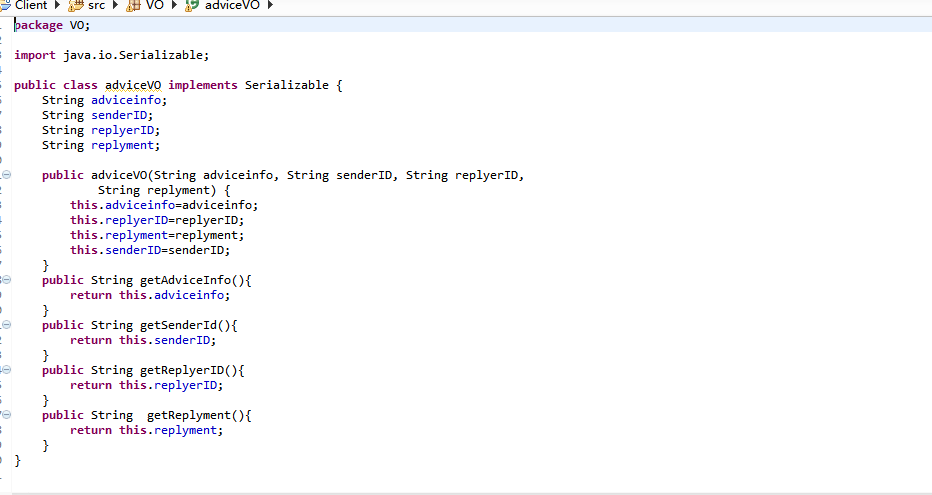 Client src VO adviceVO
package VO;
import java.io.Serializable;
public class adviceVO implements Serializable {
String adviceinfo;
String senderID;
String replyerID;
String replyment;
public adviceVO(String adviceinfo, String senderID, String replyerID,
String replyment) {
this.adviceinfo=adviceinfo;
this.replyerID=replyerID;
this.replyment=replyment;
this.senderID=senderID;
}
public String getAdviceInfo(){
return this.adviceinfo;
}
public String getSenderId(){
return this.senderID;
}
public String getReplyerID(){
return this.replyerID;
}
public String  getReplyment(){
return this.replyment;
}
}